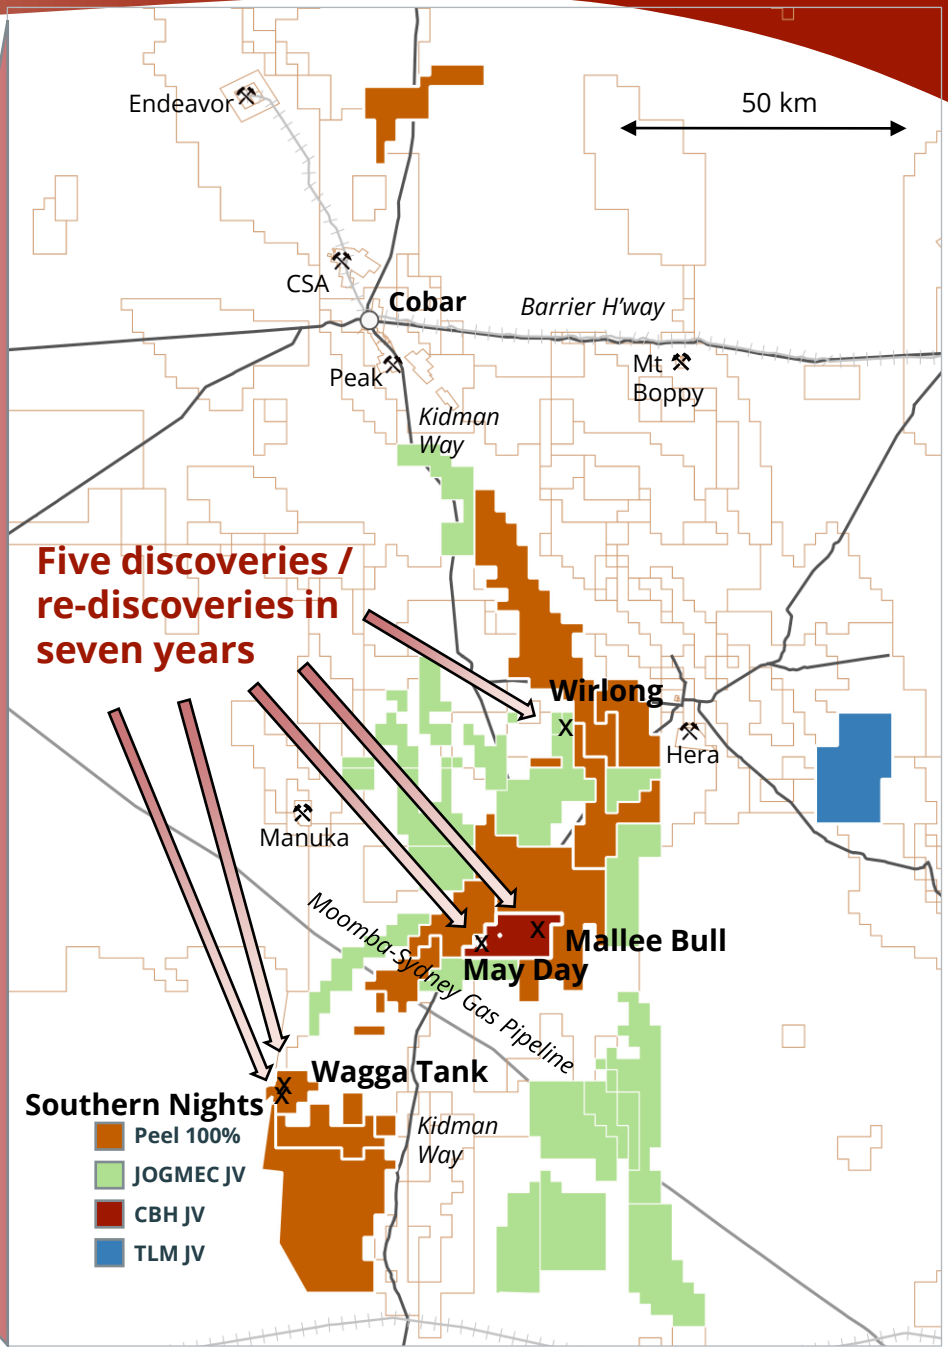 50 km
Endeavor
CSA
Cobar
Barrier H'way
Peak
Mt
Boppy
Kidman
Way
Five discoveries /
re-discoveries in
seven years
Wirlong
X
Hera
Manuka
Moomba-Sydney Gas Pipeline
X
X
Mallee Bull
May Day
Wagga Tank
X
X
Southern Nights
Kidman
Way
Peel 100%
JOGMEC JV
CBH JV
TLM JV